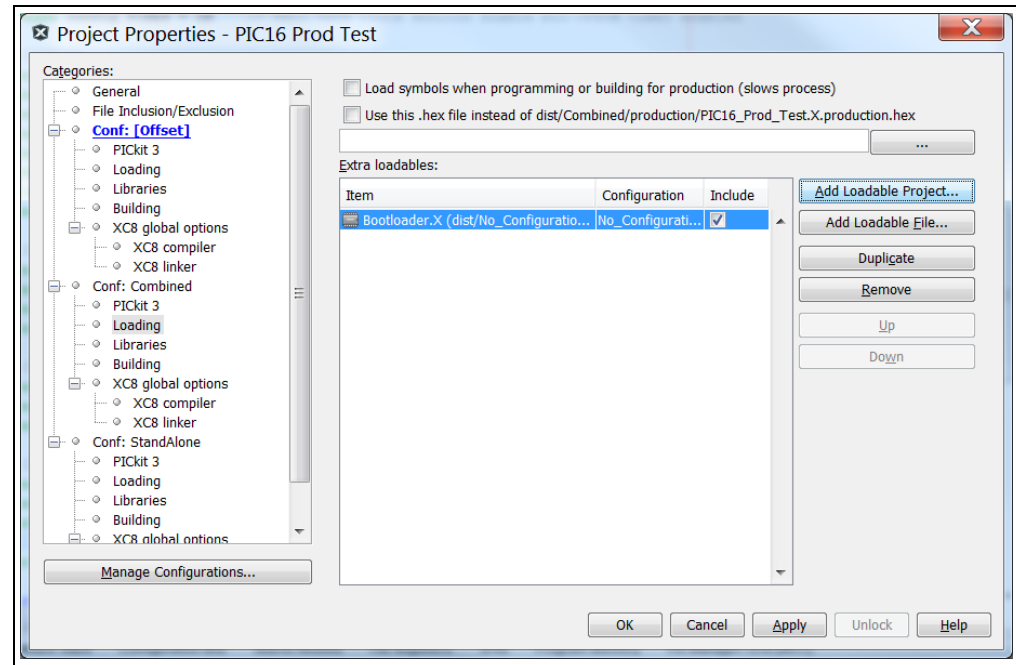 Project Properties - PIC16 Prod Test
X
Categories:
General
File Inclusion/Exclusion
Conf: [Offset]
PICkit 3
Loading
Libraries
Building
XC8 global options
XC8 compiler
XC8 linker
Conf: Combined
PICkit 3
Loading
Libraries
Building
XC8 global options
XC8 compiler
XC8 linker
Conf: StandAlone
PICkit 3
Loading
Libraries
Building
XC8 global options
Manage Configurations...
Load symbols when programming or building for production (slows process)
Use this .hex file instead of dist/Combined/production/PIC16_Prod_Test.X.production.hex
...
Extra loadables:
Item Configuration Include
Bootloader.X (dist/No_Configuratio... No_Configurati...
Add Loadable Project...
Add Loadable File...
Duplicate
Remove
Up
Down
OK Cancel Apply Unlock Help